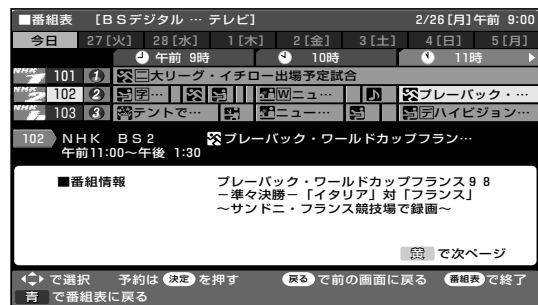 ■番組表 [BSデジタル … テレビ] 2/26[月]午前 9:00
今日 27[火] 28[水] 1[木] 2[金] 3[土] 4[日] 5[月]
午前 9時 10時 11時
NHK 101 1 二大リーグ・イチロー出場予定試合
NHK 102 2 字… Wニュ… プレーバック・…
NHK 103 3 テントで… ニュー… デハイビジョン…
102 NHK BS2 プレーバック・ワールドカップフラン…
午前11:00~午後 1:30
■番組情報 プレーバック・ワールドカップフランス98
-準々決勝-「イタリア」対「フランス」
~サンドニ・フランス競技場で録画~
黄 で次ページ
で選択 予約は 決定 を押す 戻る で前の画面に戻る 番組表 で終了
青 で番組表に戻る